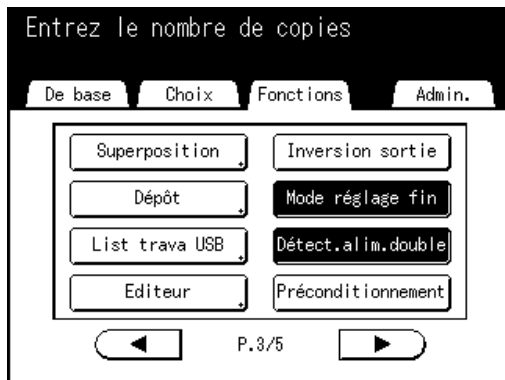 Entrez le nombre de copies
De base Choix Fonctions Admin.
Superposition Inversion sortie
Dépôt Mode réglage fin
List trava USB Détect.alim.double
Editeur Préconditionnement
P.3/5